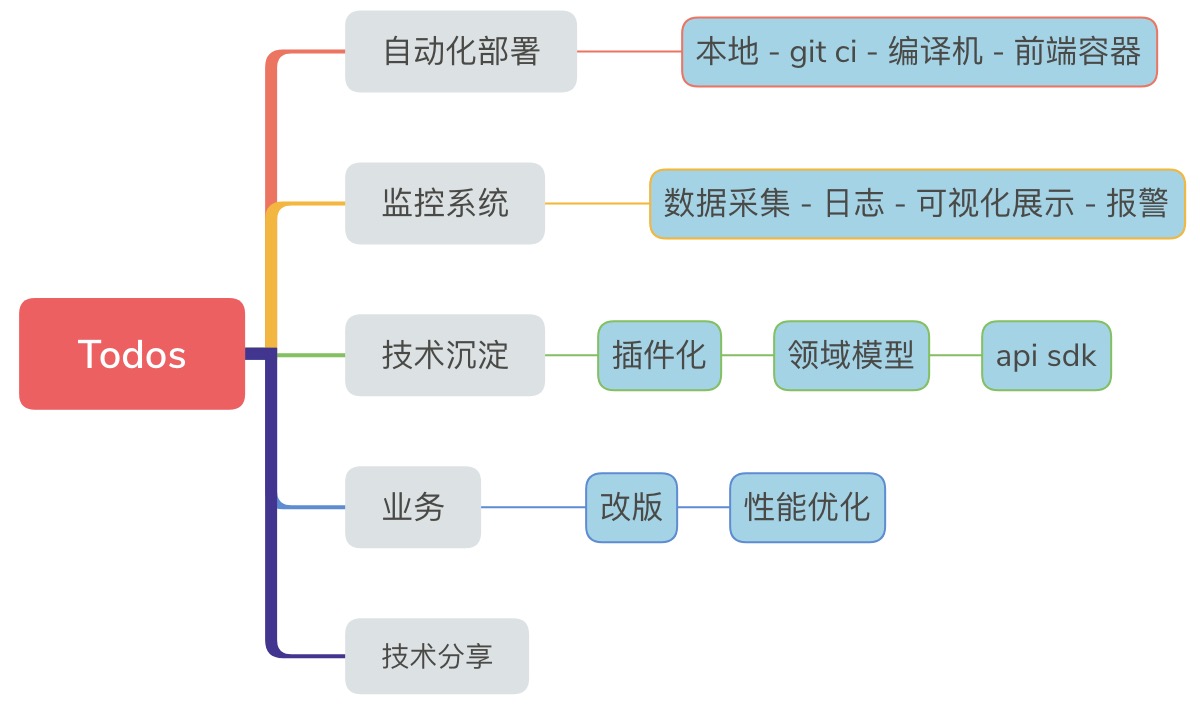 Todos
自动化部署
本地 - git ci - 编译机 - 前端容器
监控系统
数据采集 - 日志 - 可视化展示 - 报警
技术沉淀
插件化
领域模型
api sdk
业务
改版
性能优化
技术分享